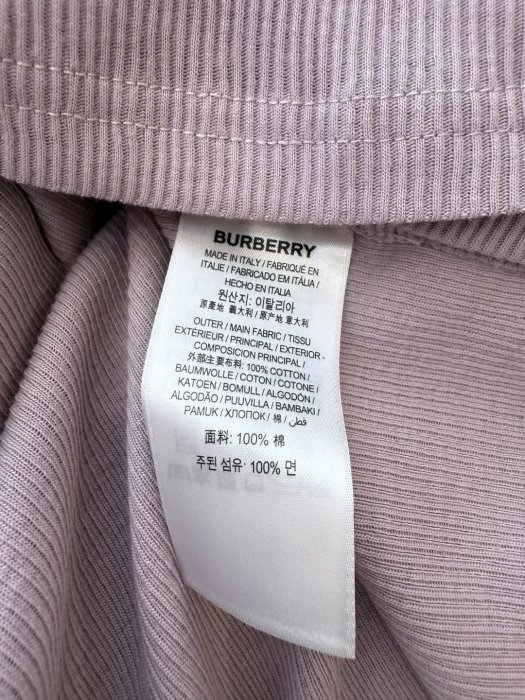 BURBERRY
MADE IN ITALY / FABRIQUÉ EN
ITALIE / FABRICADO EM ITÁLIA /
HECHO EN ITALIA
원산지: 이탈리아
原產地 義大利 / 原产地 意大利
OUTER / MAIN FABRIC / TISSU
EXTÉRIEUR / PRINCIPAL / EXTERIOR -
COMPOSICION PRINCIPAL /
外部主要布料: 100% COTTON /
BAUMWOLLE / COTON / COTONE /
KATOEN / BOMULL / ALGODÓN /
ALGODÃO / PUUVILLA / BAMBAKI /
PAMUK / ХЛОПОК / 棉 / قطن
面料: 100% 棉
주된 섬유: 100% 면